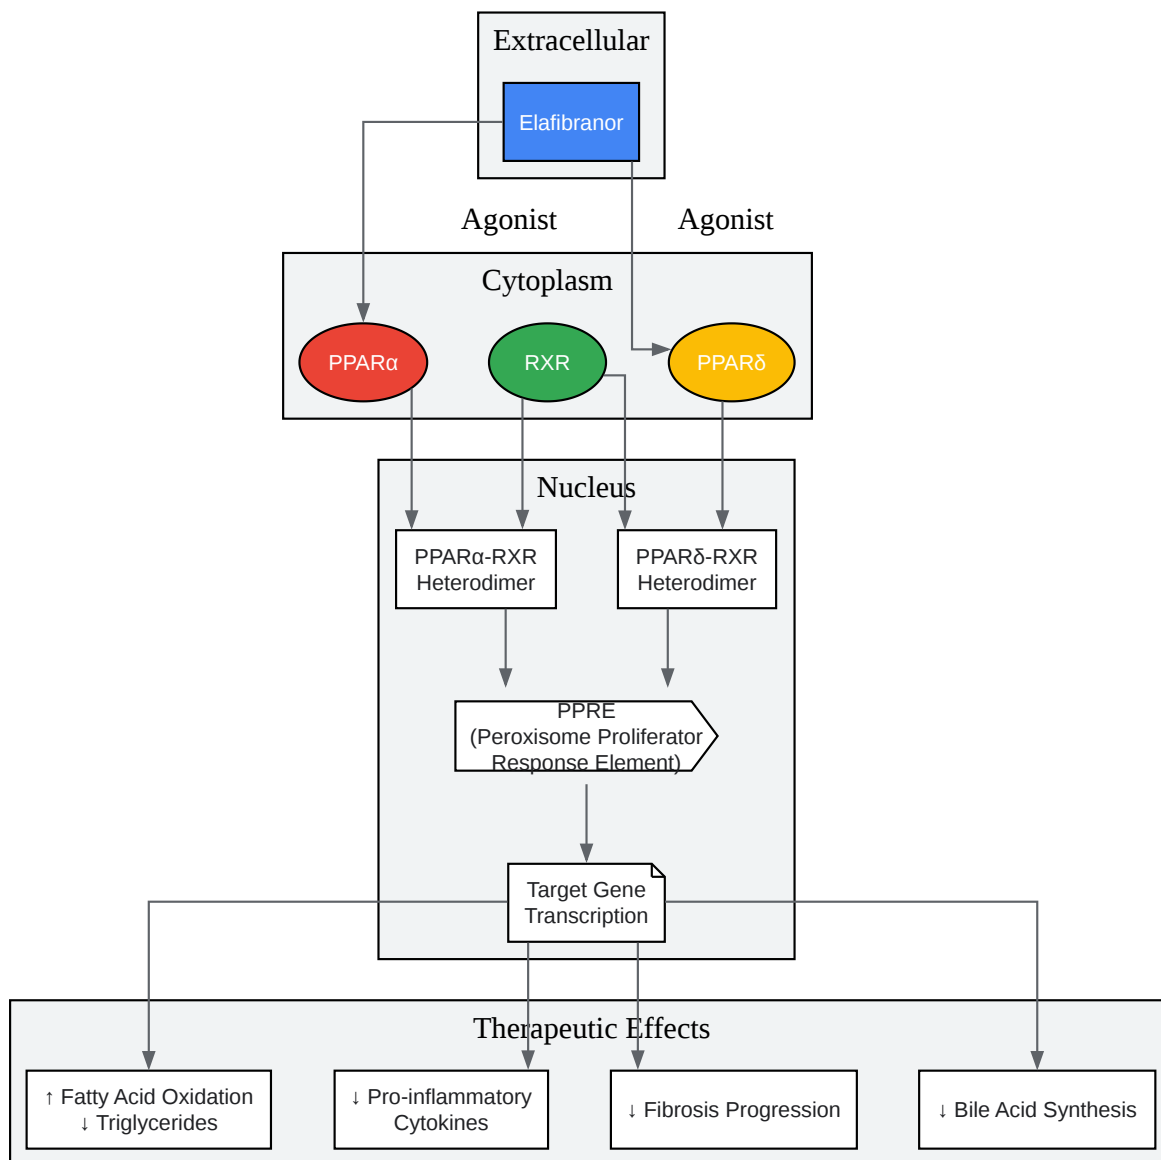 Extracellular
Elafibranor
Agonist
Agonist
Cytoplasm
PPARα
RXR
PPARδ
Nucleus
PPARα-RXR
Heterodimer
PPARδ-RXR
Heterodimer
PPRE
(Peroxisome Proliferator
Response Element)
Target Gene
Transcription
Therapeutic Effects
↑ Fatty Acid Oxidation
↓ Triglycerides
↓ Pro-inflammatory
Cytokines
↓ Fibrosis Progression
↓ Bile Acid Synthesis